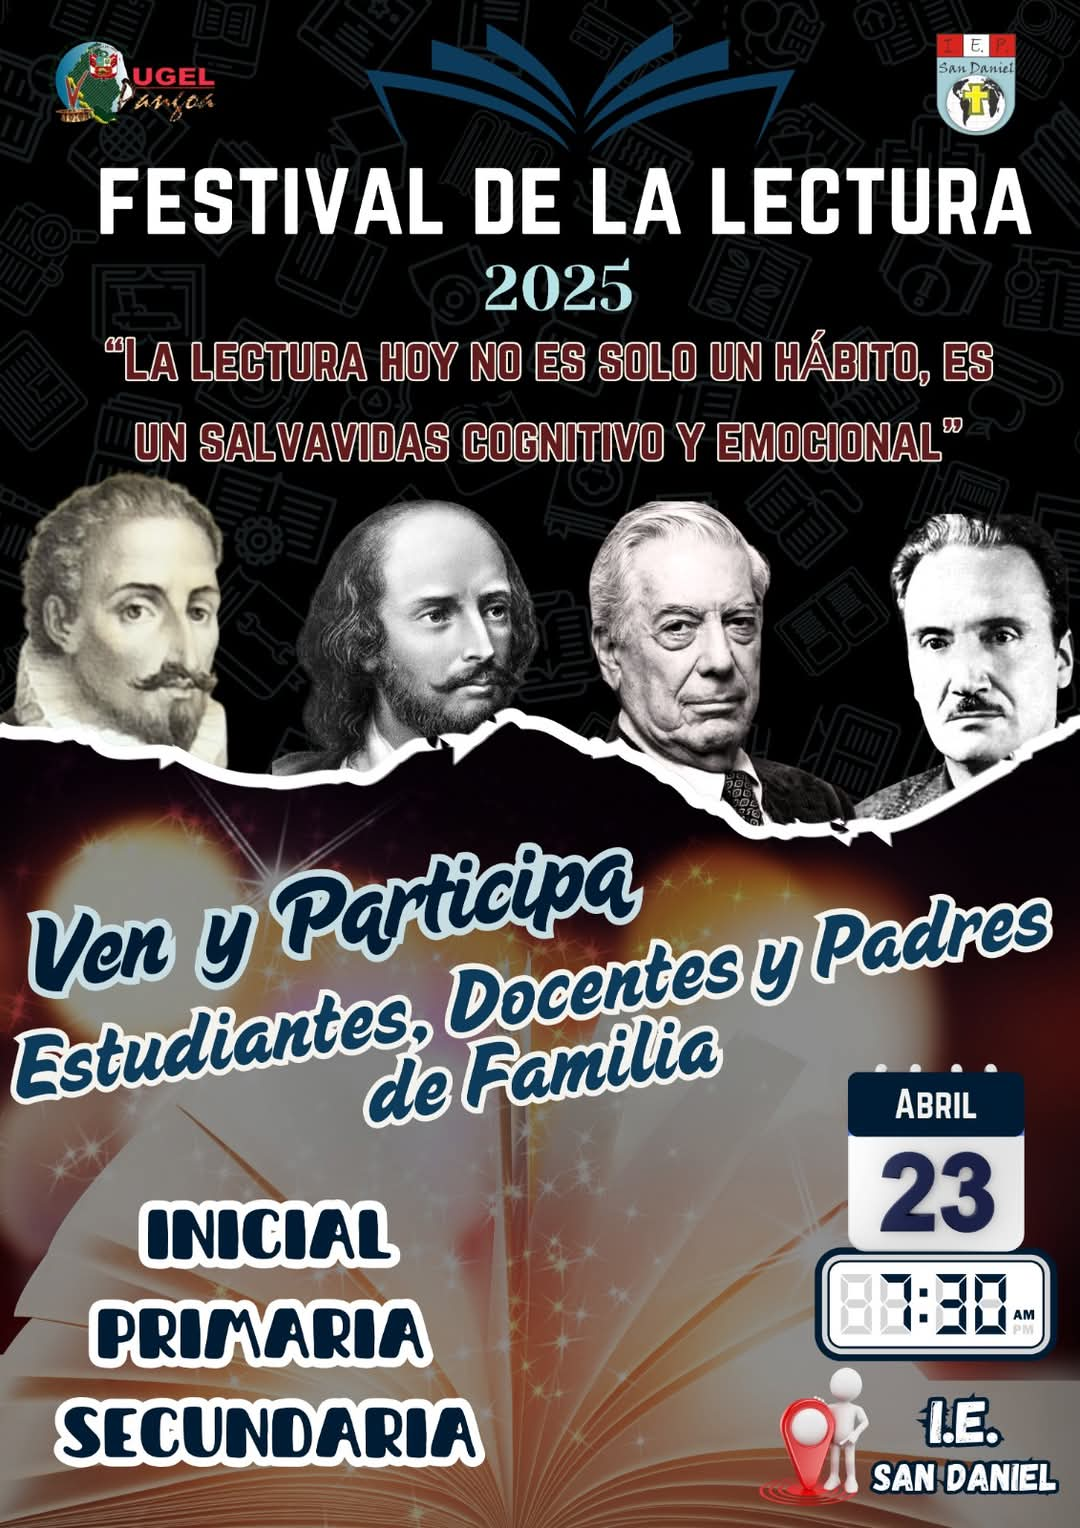 UGEL
Pangoa
I. E. P.
San Daniel
FESTIVAL DE LA LECTURA
2025
“LA LECTURA HOY NO ES SOLO UN HÁBITO, ES
UN SALVAVIDAS COGNITIVO Y EMOCIONAL”
Ven y Participa
Estudiantes, Docentes y Padres
de Familia
ABRIL
23
7:30 AM
PM
INICIAL
PRIMARIA
SECUNDARIA
I.E.
SAN DANIEL